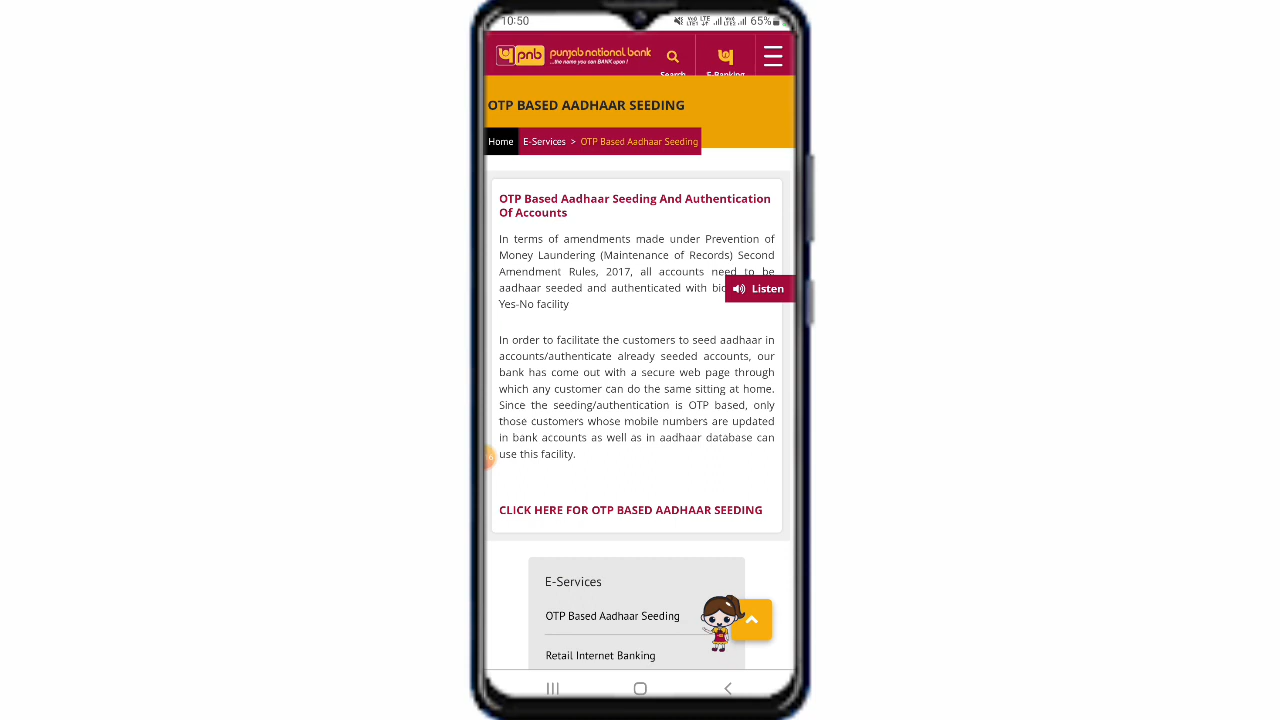 10:50
65%
pnb punjab national bank
...the name you can BANK upon !
Search
E-Banking
OTP BASED AADHAAR SEEDING
Home E-Services > OTP Based Aadhaar Seeding
OTP Based Aadhaar Seeding And Authentication
Of Accounts
In terms of amendments made under Prevention of
Money Laundering (Maintenance of Records) Second
Amendment Rules, 2017, all accounts need to be
aadhaar seeded and authenticated with
Listen
Yes-No facility
In order to facilitate the customers to seed aadhaar in
accounts/authenticate already seeded accounts, our
bank has come out with a secure web page through
which any customer can do the same sitting at home.
Since the seeding/authentication is OTP based, only
those customers whose mobile numbers are updated
in bank accounts as well as in aadhaar database can
use this facility.
CLICK HERE FOR OTP BASED AADHAAR SEEDING
E-Services
OTP Based Aadhaar Seeding
Retail Internet Banking